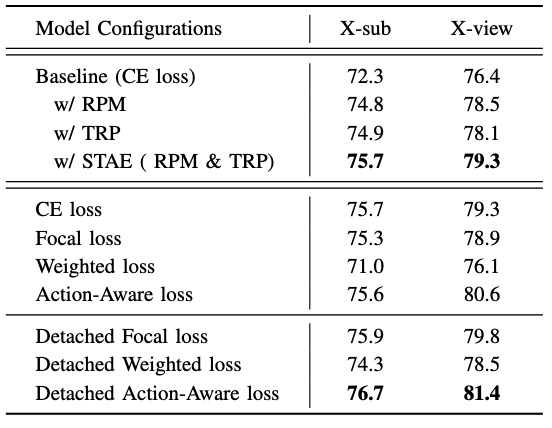 Model Configurations X-sub X-view
Baseline (CE loss) 72.3 76.4
w/ RPM 74.8 78.5
w/ TRP 74.9 78.1
w/ STAE ( RPM & TRP) 75.7 79.3
CE loss 75.7 79.3
Focal loss 75.3 78.9
Weighted loss 71.0 76.1
Action-Aware loss 75.6 80.6
Detached Focal loss 75.9 79.8
Detached Weighted loss 74.3 78.5
Detached Action-Aware loss 76.7 81.4